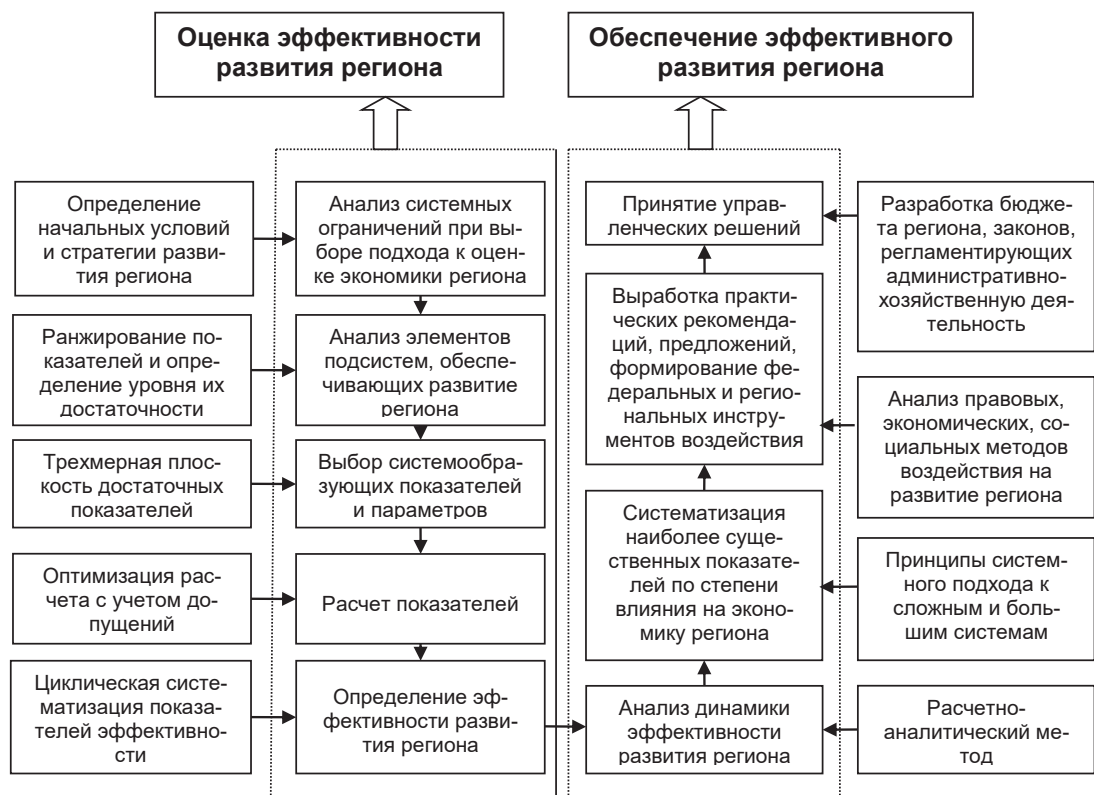 Оценка эффективности
развития региона
Обеспечение эффективного
развития региона
Определение
начальных условий
и стратегии разви-
тия региона
Ранжирование по-
казателей и опре-
деление уровня их
достаточности
Трехмерная плос-
кость достаточных
показателей
Оптимизация рас-
чета с учетом до-
пущений
Циклическая систе-
матизация показа-
телей эффективно-
сти
Анализ системных
ограничений при вы-
боре подхода к оцен-
ке экономики региона
Анализ элементов
подсистем, обеспе-
чивающих развитие
региона
Выбор системообра-
зующих показателей
и параметров
Расчет показателей
Определение эф-
фективности разви-
тия региона
Принятие управ-
ленческих решений
Выработка практи-
ческих рекоменда-
ций, предложений,
формирование фе-
деральных и регио-
нальных инстру-
ментов воздействия
Систематизация
наиболее суще-
ственных показате-
лей по степени
влияния на эконо-
мику региона
Анализ динамики
эффективности
развития региона
Разработка бюдже-
та региона, законов,
регламентирующих
административно-
хозяйственную дея-
тельность
Анализ правовых,
экономических, со-
циальных методов
воздействия на
развитие региона
Принципы систем-
ного подхода к
сложным и боль-
шим системам
Расчетно-
аналитический ме-
тод